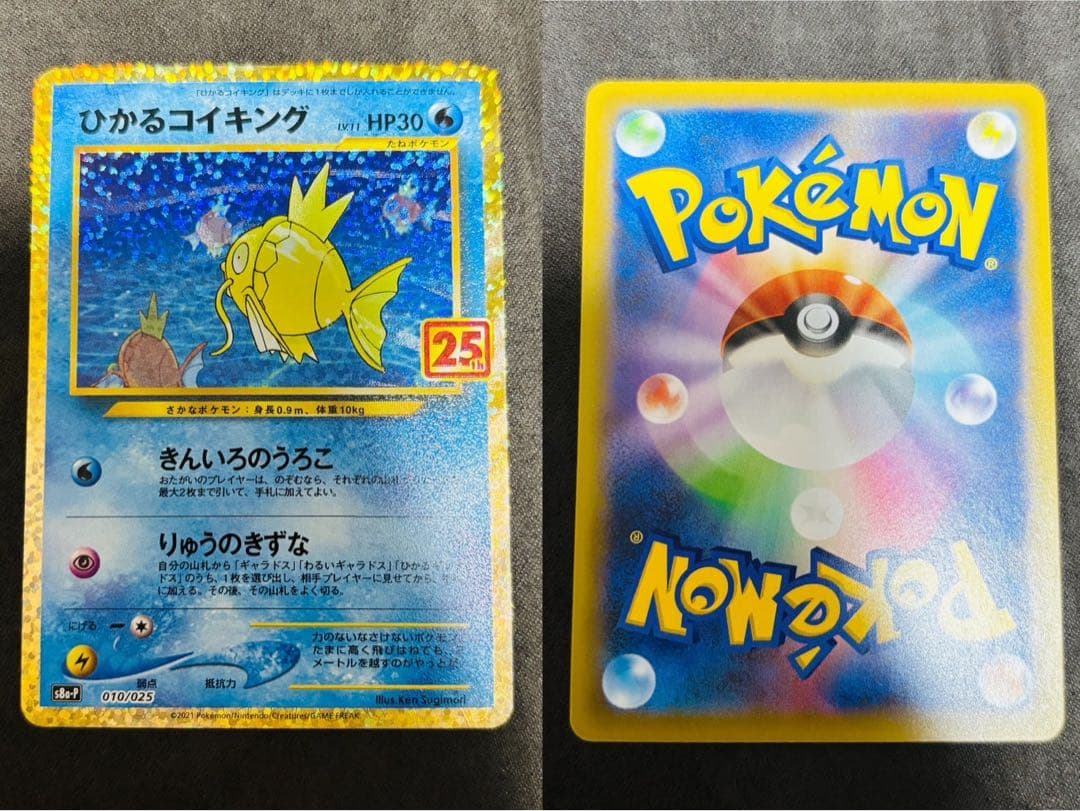 「ひかるコイキング」はデッキに1枚までしか入れることができません。
ひかるコイキング LV.11 HP30
たねポケモン
25th
さかなポケモン：身長0.9m、体重10kg
きんいろのうろこ
おたがいのプレイヤーは、のぞむなら、それぞれの山札
最大2枚まで引いて、手札に加えてよい。
りゅうのきずな
自分の山札から「ギャラドス」「わるいギャラドス」「ひかる
ドス」のうち、1枚を選び出し、相手プレイヤーに見せてから、
に加える。その後、その山札をよく切る。
にげる
弱点 抵抗力
力のないなさけないポケモン。
たまに高く飛びはねても、
メートルを越すのがやっとだ
s8a-P 010/025
Illus.Ken Sugimori
©2021 Pokémon/Nintendo/Creatures/GAME FREAK.
POKéMON®
POKéMON®